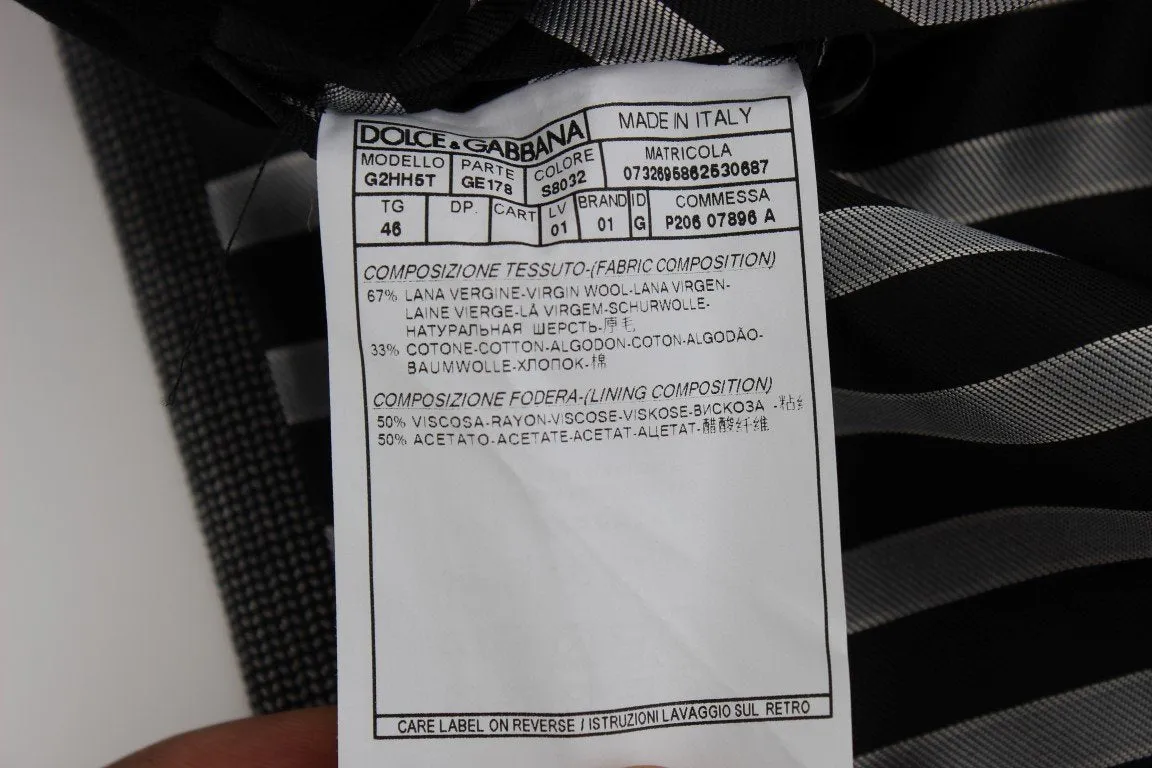 DOLCE & GABBANA MADE IN ITALY
MODELLO PARTE COLORE MATRICOLA
G2HH5T GE178 S8032 0732695862530687
TG DP. CART LV BRAND ID COMMESSA
46 01 01 G P206 07896 A
COMPOSIZIONE TESSUTO-(FABRIC COMPOSITION)
67% LANA VERGINE-VIRGIN WOOL-LANA VIRGEN-
LAINE VIERGE-LÁ VIRGEM-SCHURWOLLE-
НАТУРАЛЬНАЯ ШЕРСТЬ-原毛
33% COTONE-COTTON-ALGODON-COTON-ALGODÃO-
BAUMWOLLE-ХЛОПОК-棉
COMPOSIZIONE FODERA-(LINING COMPOSITION)
50% VISCOSA-RAYON-VISCOSE-VISKOSE-ВИСКОЗА -粘
50% ACETATO-ACETATE-ACETAT-АЦЕТАТ-醋酸纤维
CARE LABEL ON REVERSE / ISTRUZIONI LAVAGGIO SUL RETRO